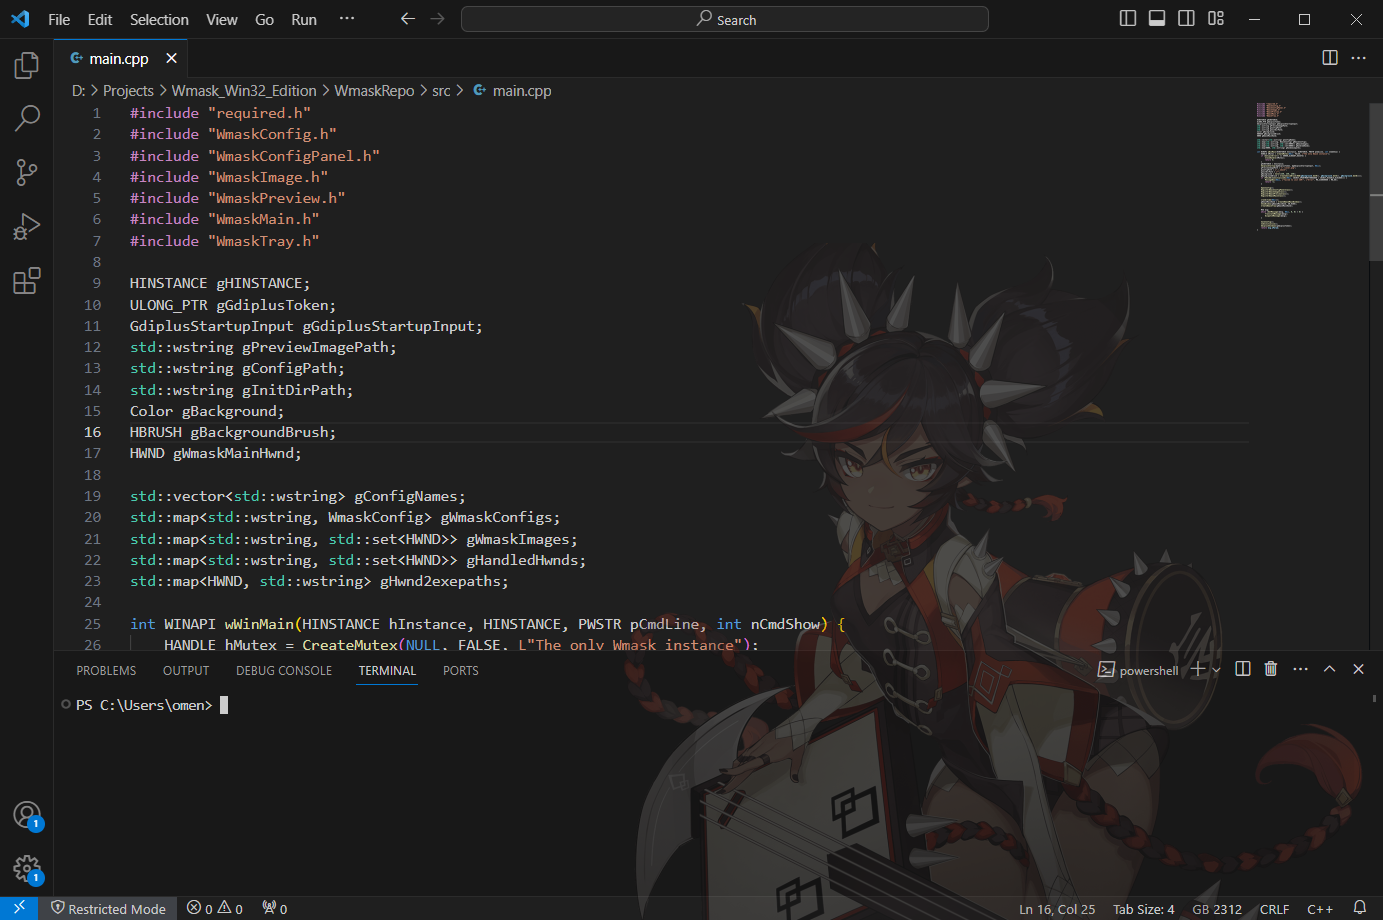 File Edit Selection View Go Run ··· Search
main.cpp
D: > Projects > Wmask_Win32_Edition > WmaskRepo > src > main.cpp
1 #include "required.h"
2 #include "WmaskConfig.h"
3 #include "WmaskConfigPanel.h"
4 #include "WmaskImage.h"
5 #include "WmaskPreview.h"
6 #include "WmaskMain.h"
7 #include "WmaskTray.h"
8
9 HINSTANCE gHINSTANCE;
10 ULONG_PTR gGdiplusToken;
11 GdiplusStartupInput gGdiplusStartupInput;
12 std::wstring gPreviewImagePath;
13 std::wstring gConfigPath;
14 std::wstring gInitDirPath;
15 Color gBackground;
16 HBRUSH gBackgroundBrush;
17 HWND gWmaskMainHwnd;
18
19 std::vector<std::wstring> gConfigNames;
20 std::map<std::wstring, WmaskConfig> gWmaskConfigs;
21 std::map<std::wstring, std::set<HWND>> gWmaskImages;
22 std::map<std::wstring, std::set<HWND>> gHandledHwnds;
23 std::map<HWND, std::wstring> gHwnd2exepaths;
24
25 int WINAPI wWinMain(HINSTANCE hInstance, HINSTANCE, PWSTR pCmdLine, int nCmdShow) {
26 HANDLE hMutex = CreateMutex(NULL, FALSE, L"The only Wmask instance");
PROBLEMS OUTPUT DEBUG CONSOLE TERMINAL PORTS powershell
PS C:\Users\omen>
1
1
Restricted Mode 0 0 0 Ln 16, Col 25 Tab Size: 4 GB 2312 CRLF C++